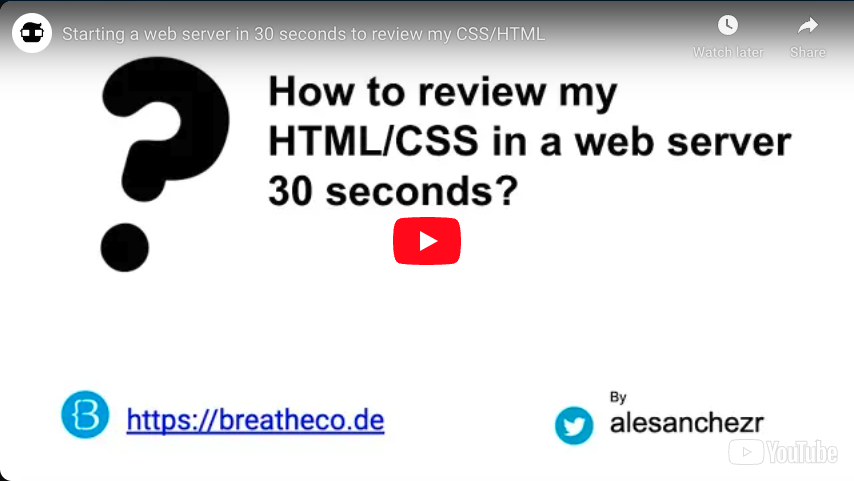 Starting a web server in 30 seconds to review my CSS/HTML
Watch later
Share
How to review my
HTML/CSS in a web server
30 seconds?
https://breatheco.de
By
alesanchezr
YouTube